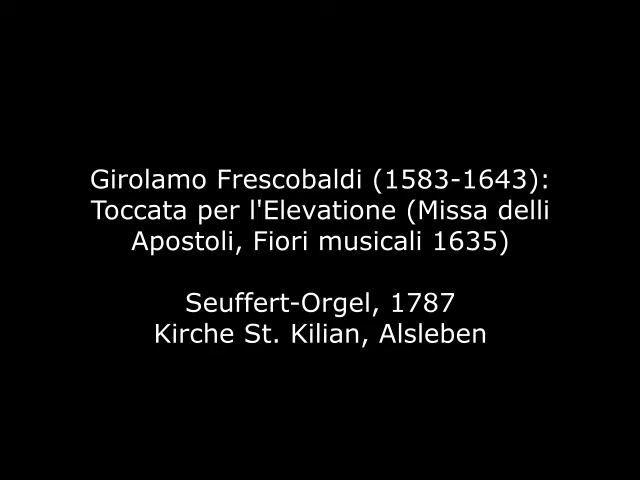 Girolamo Frescobaldi (1583-1643):
Toccata per l'Elevatione (Missa delli
Apostoli, Fiori musicali 1635)
Seuffert-Orgel, 1787
Kirche St. Kilian, Alsleben